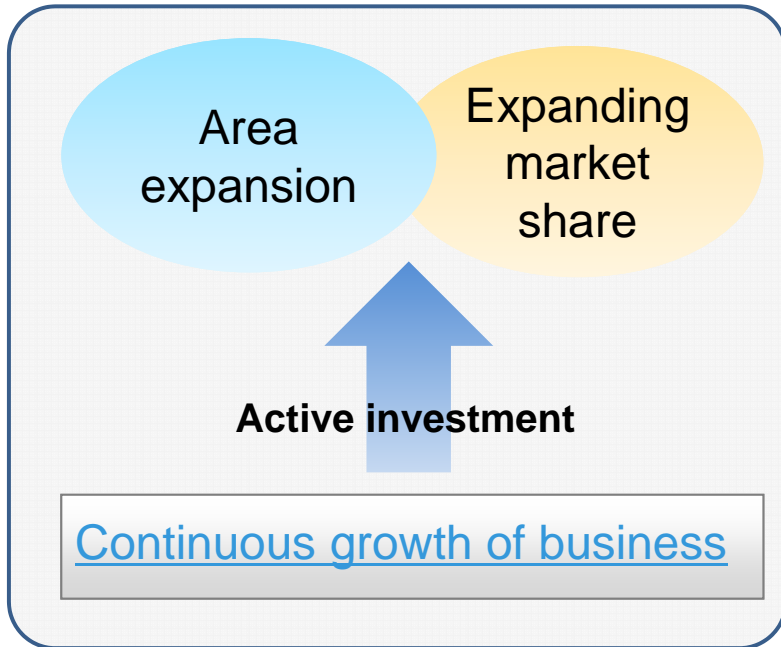 Area
expansion
Expanding
market
share
Active investment
Continuous growth of business